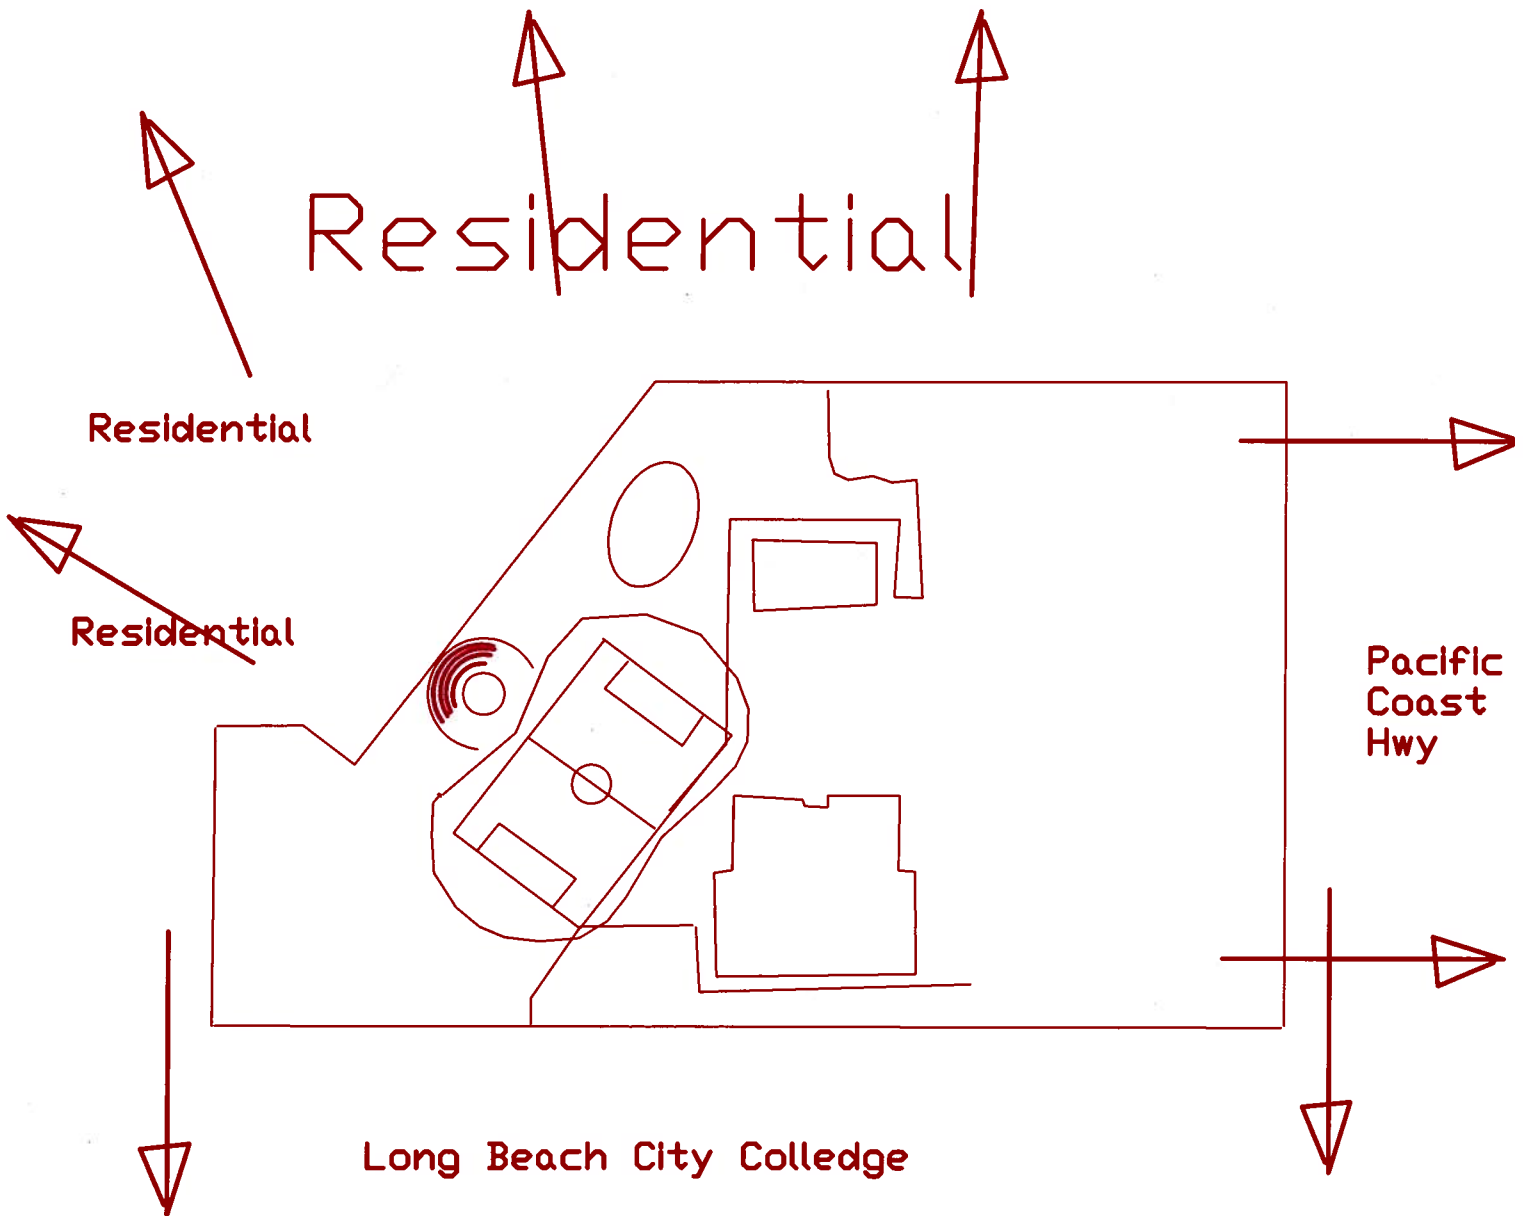 Residential
Residential
Residential
Pacific
Coast
Hwy
Long Beach City Colledge